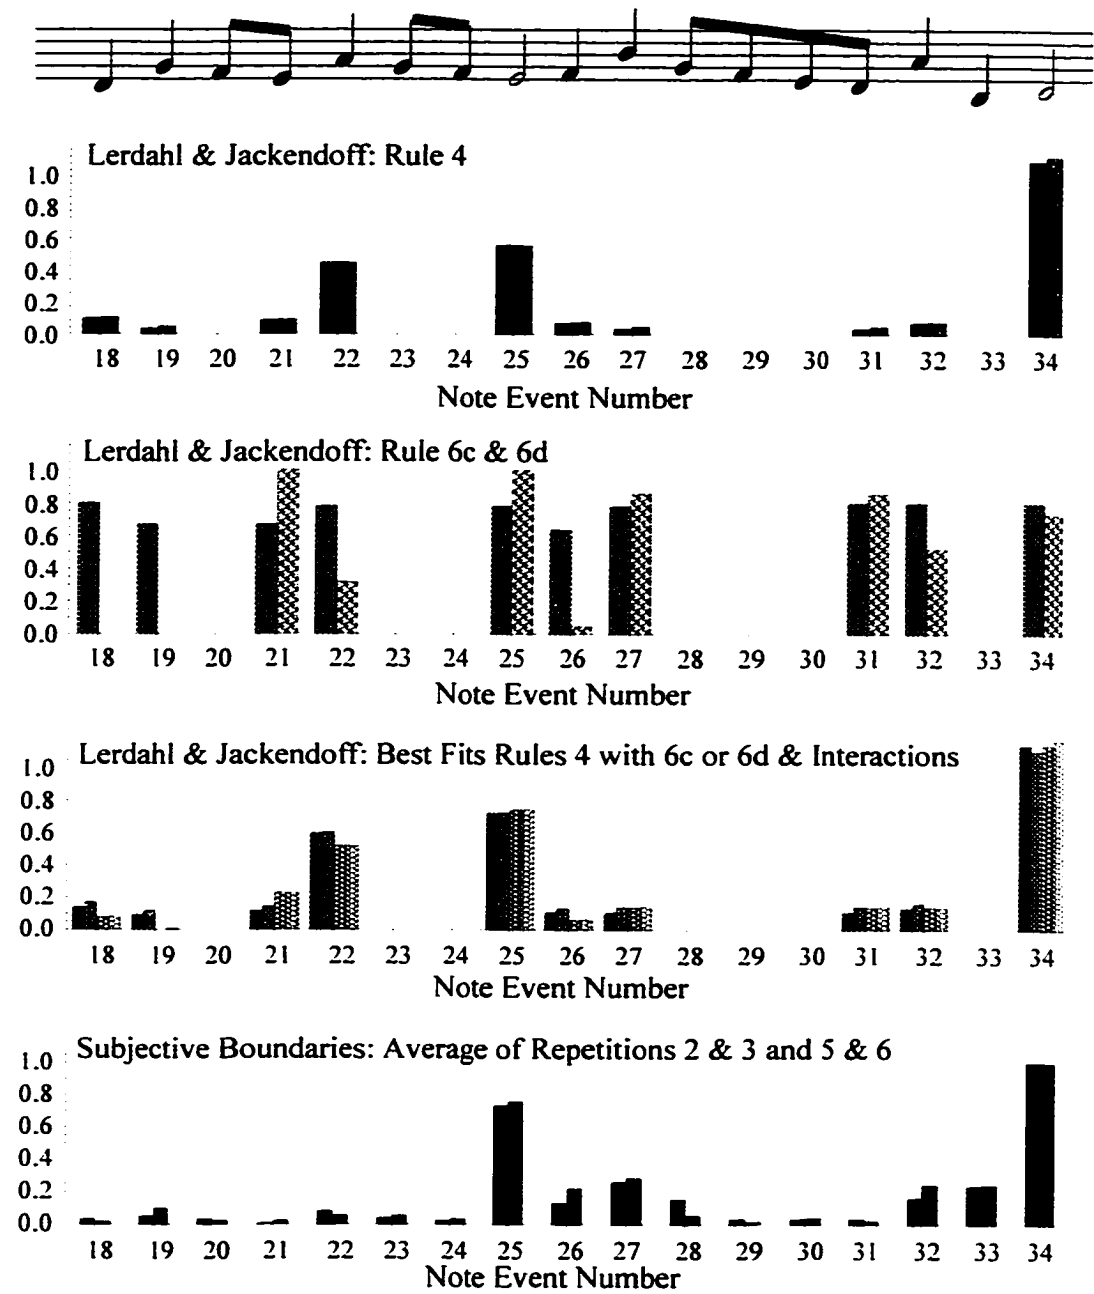 Lerdahl & Jackendoff: Rule 4
1.0
0.8
0.6
0.4
0.2
0.0
18 19 20 21 22 23 24 25 26 27 28 29 30 31 32 33 34
Note Event Number
Lerdahl & Jackendoff: Rule 6c & 6d
1.0
0.8
0.6
0.4
0.2
0.0
18 19 20 21 22 23 24 25 26 27 28 29 30 31 32 33 34
Note Event Number
Lerdahl & Jackendoff: Best Fits Rules 4 with 6c or 6d & Interactions
1.0
0.8
0.6
0.4
0.2
0.0
18 19 20 21 22 23 24 25 26 27 28 29 30 31 32 33 34
Note Event Number
Subjective Boundaries: Average of Repetitions 2 & 3 and 5 & 6
1.0
0.8
0.6
0.4
0.2
0.0
18 19 20 21 22 23 24 25 26 27 28 29 30 31 32 33 34
Note Event Number